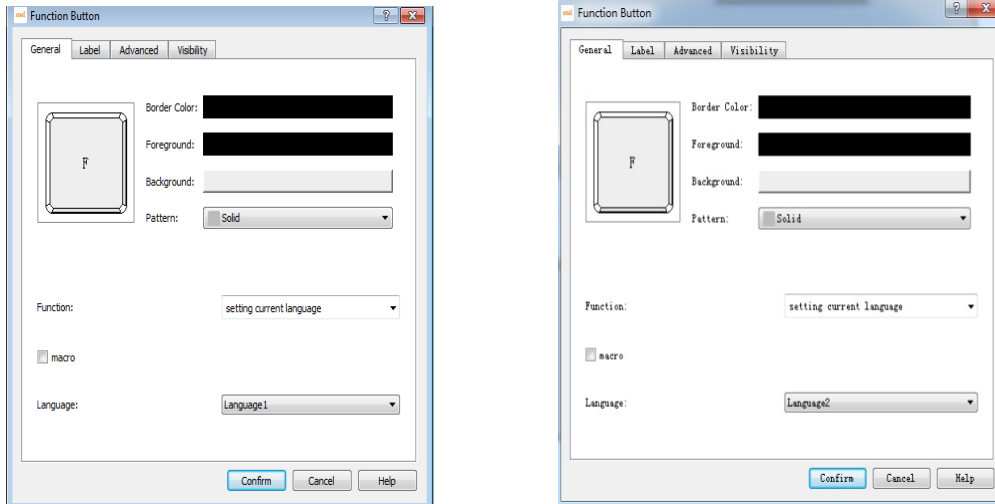 Function Button
General Label Advanced Visibility
Border Color:
Foreground:
F
Background:
Pattern: Solid
Function: setting current language
macro
Language: Language1
Confirm Cancel Help
Function Button
General Label Advanced Visibility
Border Color:
Foreground:
F
Background:
Pattern: Solid
Function: setting current language
macro
Language: Language2
Confirm Cancel Help